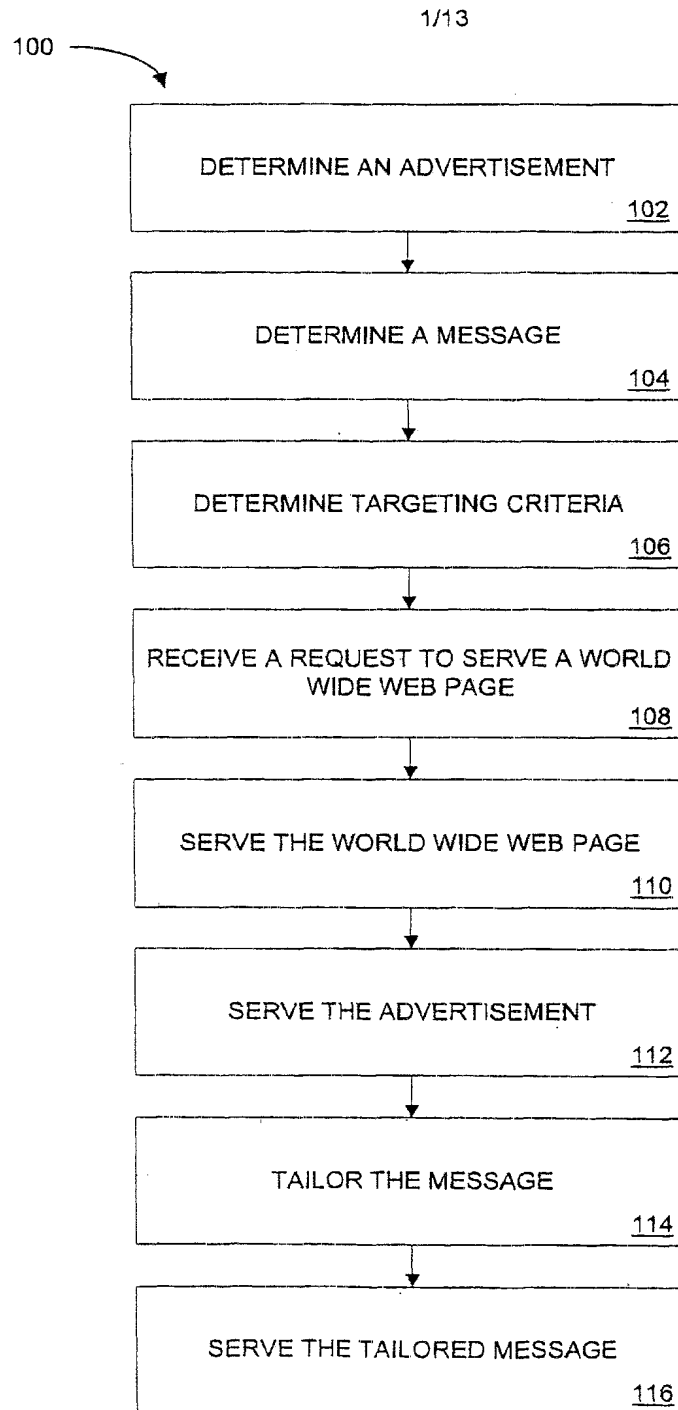 1/13
100
DETERMINE AN ADVERTISEMENT
102
DETERMINE A MESSAGE
104
DETERMINE TARGETING CRITERIA
106
RECEIVE A REQUEST TO SERVE A WORLD
WIDE WEB PAGE
108
SERVE THE WORLD WIDE WEB PAGE
110
SERVE THE ADVERTISEMENT
112
TAILOR THE MESSAGE
114
SERVE THE TAILORED MESSAGE
116